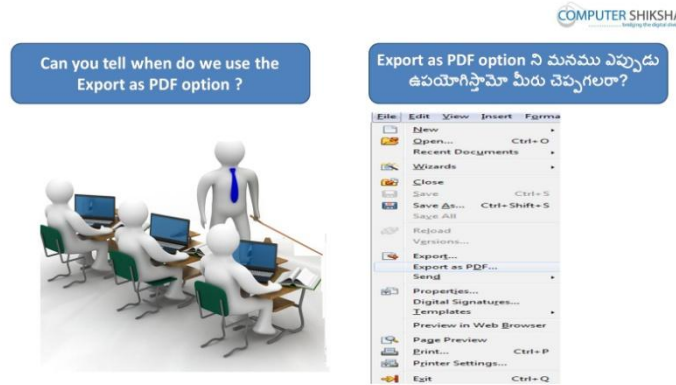 COMPUTER SHIKSHA
Can you tell when do we use the
Export as PDF option ?
Export as PDF option ని మనము ఎప్పుడు
ఉపయోగిస్తామో మీరు చెప్పగలరా?
File Edit View Insert Forma
New
Open... Ctrl+O
Recent Documents
Wizards
Close
Save Ctrl+S
Save As... Ctrl+Shift+S
Save All
Reload
Versions...
Export...
Export as PDF...
Send
Properties...
Digital Signatures...
Templates
Preview in Web Browser
Page Preview
Print... Ctrl+P
Printer Settings...
Exit Ctrl+Q